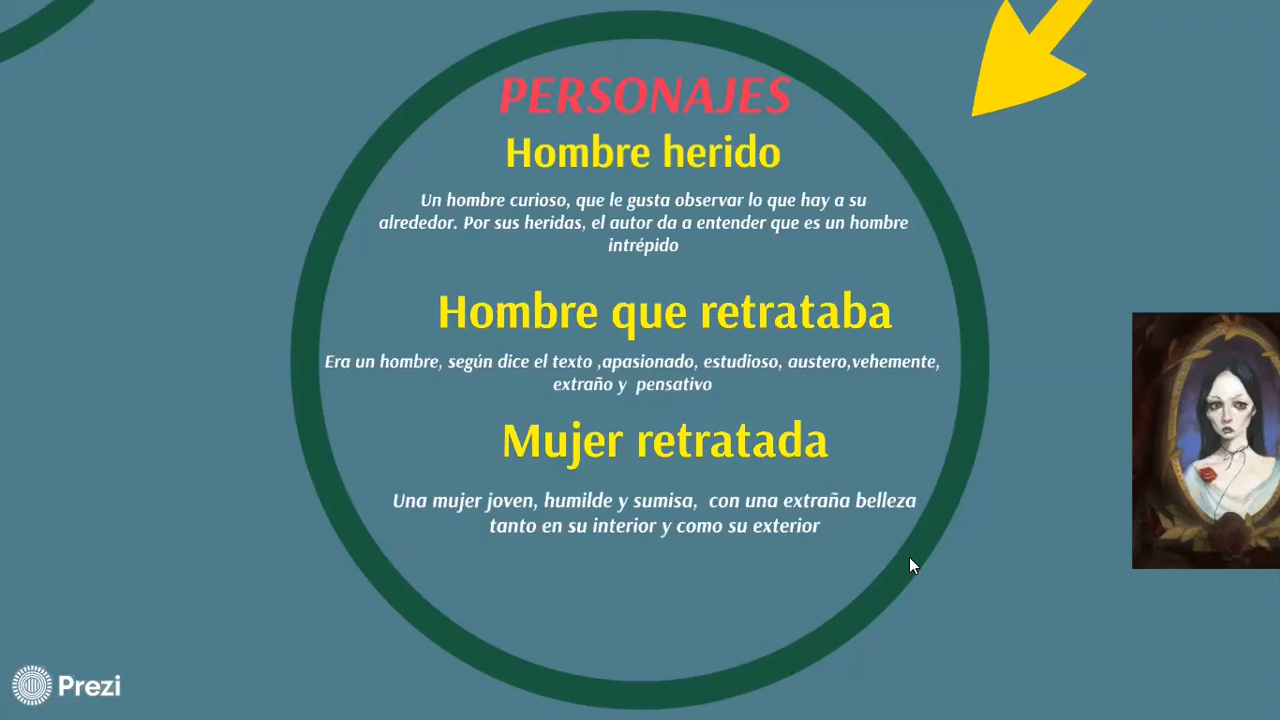 PERSONAJES
Hombre herido
Un hombre curioso, que le gusta observar lo que hay a su
alrededor. Por sus heridas, el autor da a entender que es un hombre
intrépido
Hombre que retrataba
Era un hombre, según dice el texto ,apasionado, estudioso, austero,vehemente,
extraño y  pensativo
Mujer retratada
Una mujer joven, humilde y sumisa,  con una extraña belleza
tanto en su interior y como su exterior
Prezi